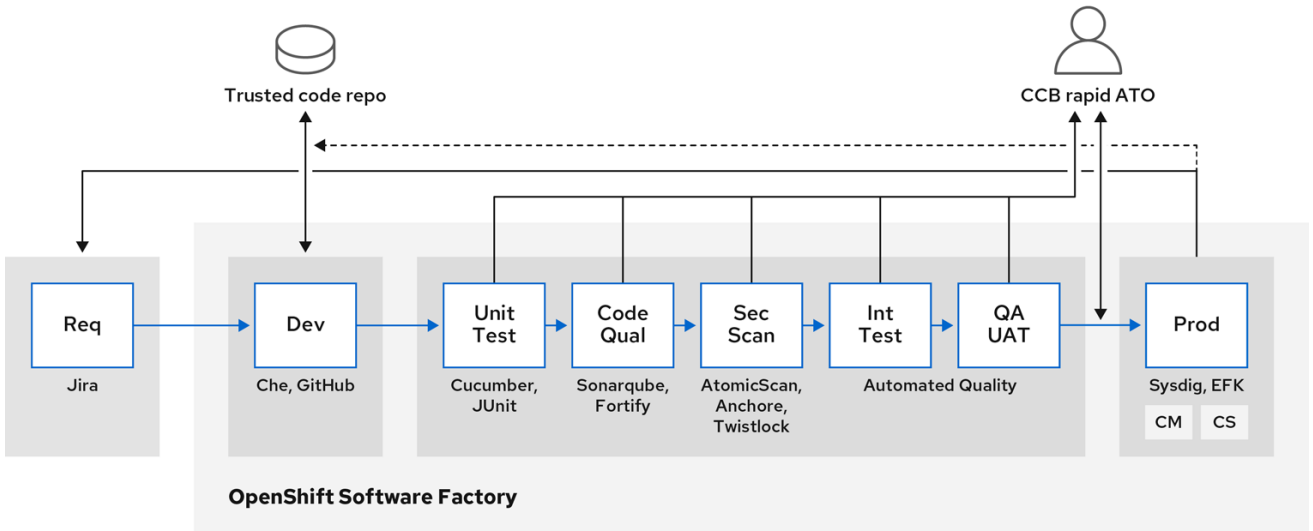 Trusted code repo
CCB rapid ATO
Req
Jira
Dev
Che, GitHub
Unit
Test
Cucumber,
JUnit
Code
Qual
Sonarqube,
Fortify
Sec
Scan
AtomicScan,
Anchore,
Twistlock
Int
Test
QA
UAT
Automated Quality
Prod
Sysdig, EFK
CM
CS
OpenShift Software Factory